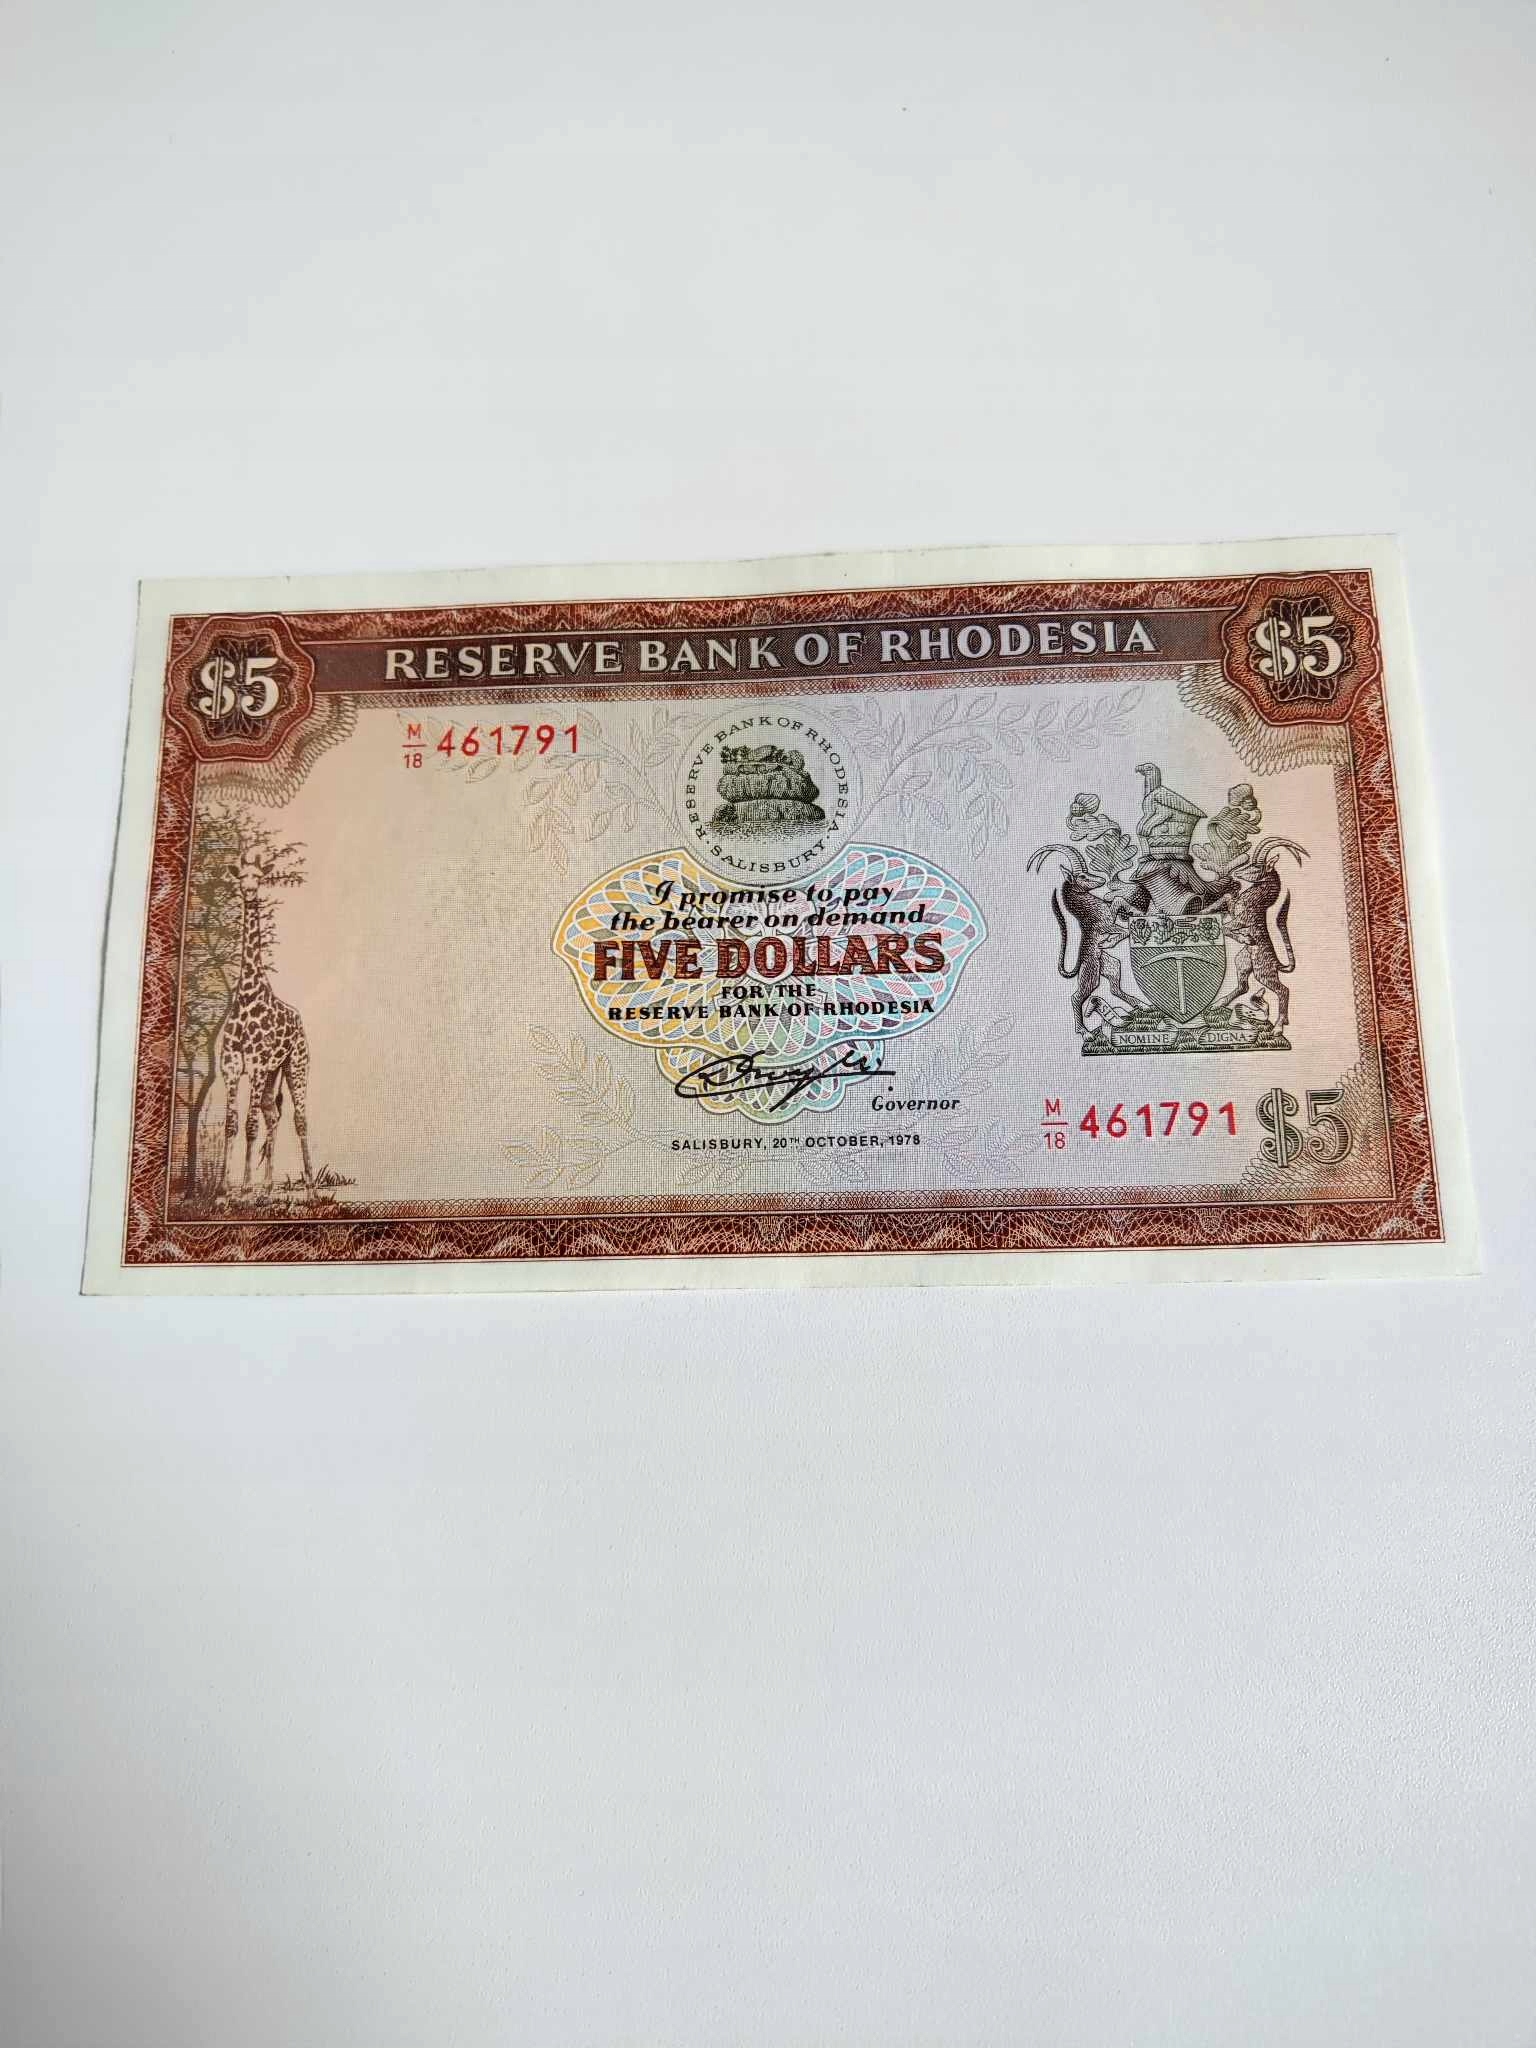 $5
RESERVE BANK OF RHODESIA
$5
M/18 461791
RESERVE BANK OF RHODESIA
· SALISBURY ·
I promise to pay
the bearer on demand
FIVE DOLLARS
FOR THE
RESERVE BANK OF RHODESIA
NOMINE DIGNA
Governor
M/18 461791
$5
SALISBURY, 20TH OCTOBER, 1978